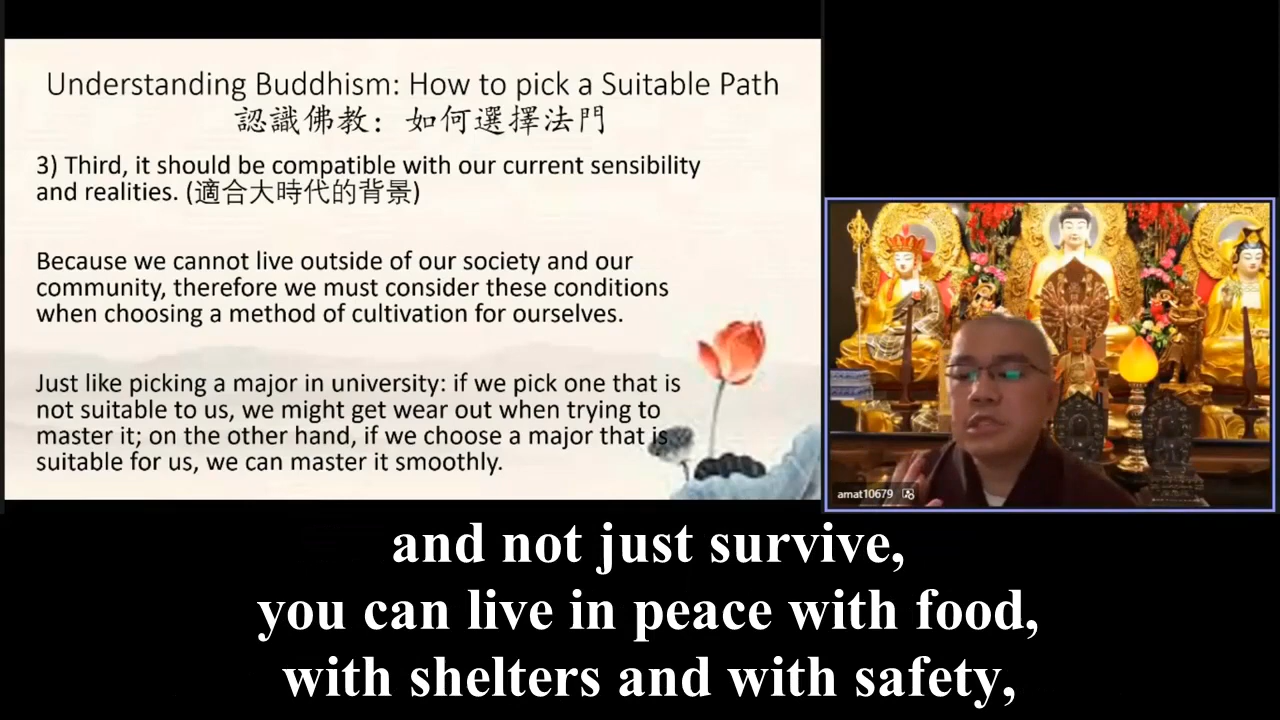 Understanding Buddhism: How to pick a Suitable Path
認識佛教：如何選擇法門
3) Third, it should be compatible with our current sensibility
and realities. (適合大時代的背景)
Because we cannot live outside of our society and our
community, therefore we must consider these conditions
when choosing a method of cultivation for ourselves.
Just like picking a major in university: if we pick one that is
not suitable to us, we might get wear out when trying to
master it; on the other hand, if we choose a major that is
suitable for us, we can master it smoothly.
amat10679
and not just survive,
you can live in peace with food,
with shelters and with safety,